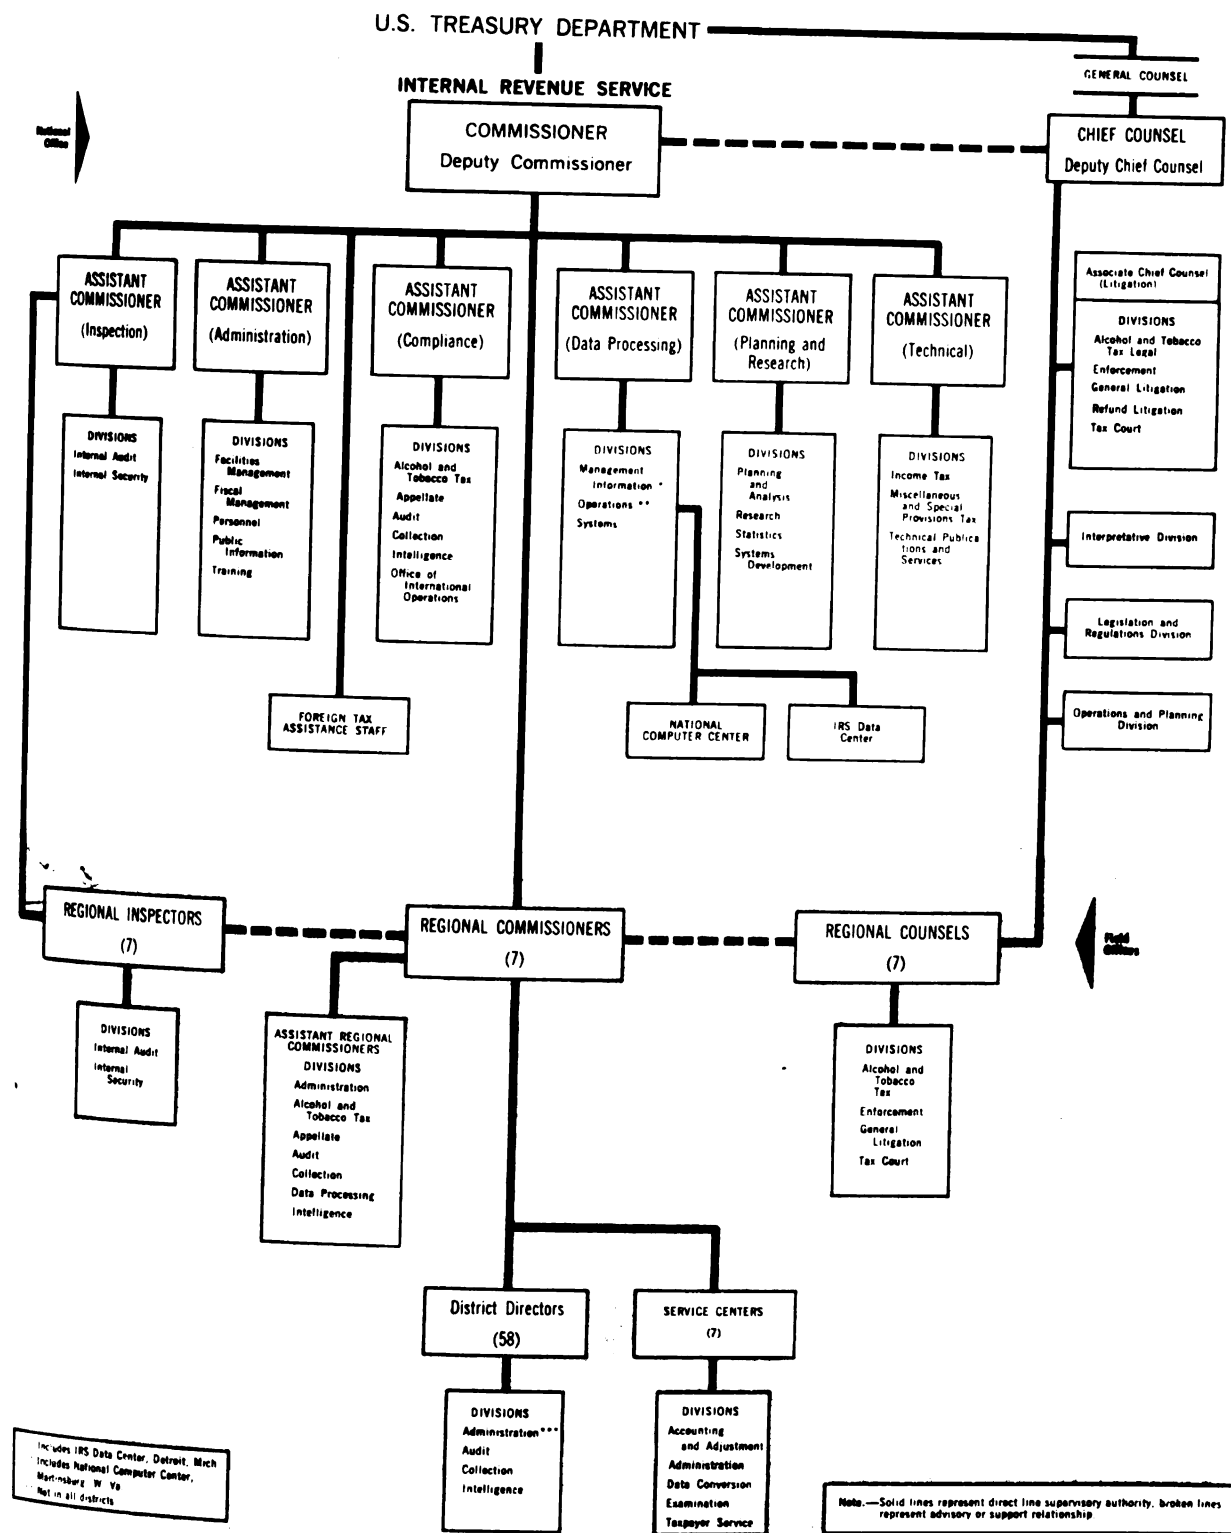 U.S. TREASURY DEPARTMENT
GENERAL COUNSEL
INTERNAL REVENUE SERVICE
National
Office
COMMISSIONER
Deputy Commissioner
CHIEF COUNSEL
Deputy Chief Counsel
ASSISTANT
COMMISSIONER
(Inspection)
ASSISTANT
COMMISSIONER
(Administration)
ASSISTANT
COMMISSIONER
(Compliance)
ASSISTANT
COMMISSIONER
(Data Processing)
ASSISTANT
COMMISSIONER
(Planning and
Research)
ASSISTANT
COMMISSIONER
(Technical)
Associate Chief Counsel
(Litigation)
DIVISIONS
Alcohol and Tobacco
Tax Legal
Enforcement
General Litigation
Refund Litigation
Tax Court
DIVISIONS
Internal Audit
Internal Security
DIVISIONS
Facilities
Management
Fiscal
Management
Personnel
Public
Information
Training
DIVISIONS
Alcohol and
Tobacco Tax
Appellate
Audit
Collection
Intelligence
Office of
International
Operations
DIVISIONS
Management
Information *
Operations **
Systems
DIVISIONS
Planning
and
Analysis
Research
Statistics
Systems
Development
DIVISIONS
Income Tax
Miscellaneous
and Special
Provisions Tax
Technical Publica
tions and
Services
Interpretative Division
Legislation and
Regulations Division
Operations and Planning
Division
FOREIGN TAX
ASSISTANCE STAFF
NATIONAL
COMPUTER CENTER
IRS Data
Center
REGIONAL INSPECTORS
(7)
REGIONAL COMMISSIONERS
(7)
REGIONAL COUNSELS
(7)
Field
Offices
DIVISIONS
Internal Audit
Internal
Security
ASSISTANT REGIONAL
COMMISSIONERS
DIVISIONS
Administration
Alcohol and
Tobacco Tax
Appellate
Audit
Collection
Data Processing
Intelligence
DIVISIONS
Alcohol and
Tobacco
Tax
Enforcement
General
Litigation
Tax Court
District Directors
(58)
SERVICE CENTERS
(7)
DIVISIONS
Administration***
Audit
Collection
Intelligence
DIVISIONS
Accounting
and Adjustment
Administration
Data Conversion
Examination
Taxpayer Service
Includes IRS Data Center, Detroit, Mich
Includes National Computer Center,
Martinsburg W Va
Not in all districts
Note.—Solid lines represent direct line supervisory authority, broken lines
represent advisory or support relationship